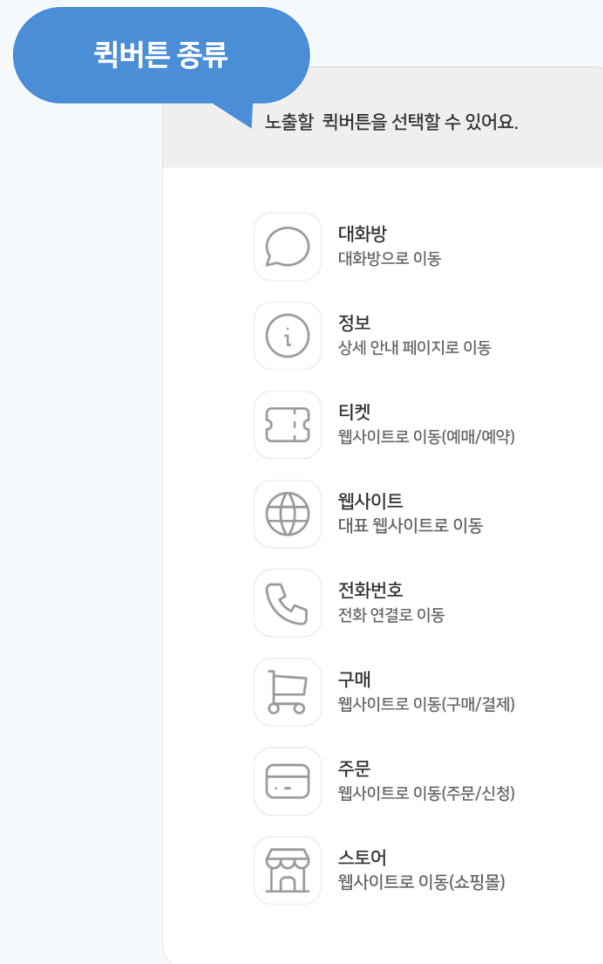 퀵버튼 종류
노출할 퀵버튼을 선택할 수 있어요.
대화방
대화방으로 이동
정보
상세 안내 페이지로 이동
티켓
웹사이트로 이동(예매/예약)
웹사이트
대표 웹사이트로 이동
전화번호
전화 연결로 이동
구매
웹사이트로 이동(구매/결제)
주문
웹사이트로 이동(주문/신청)
스토어
웹사이트로 이동(쇼핑몰)